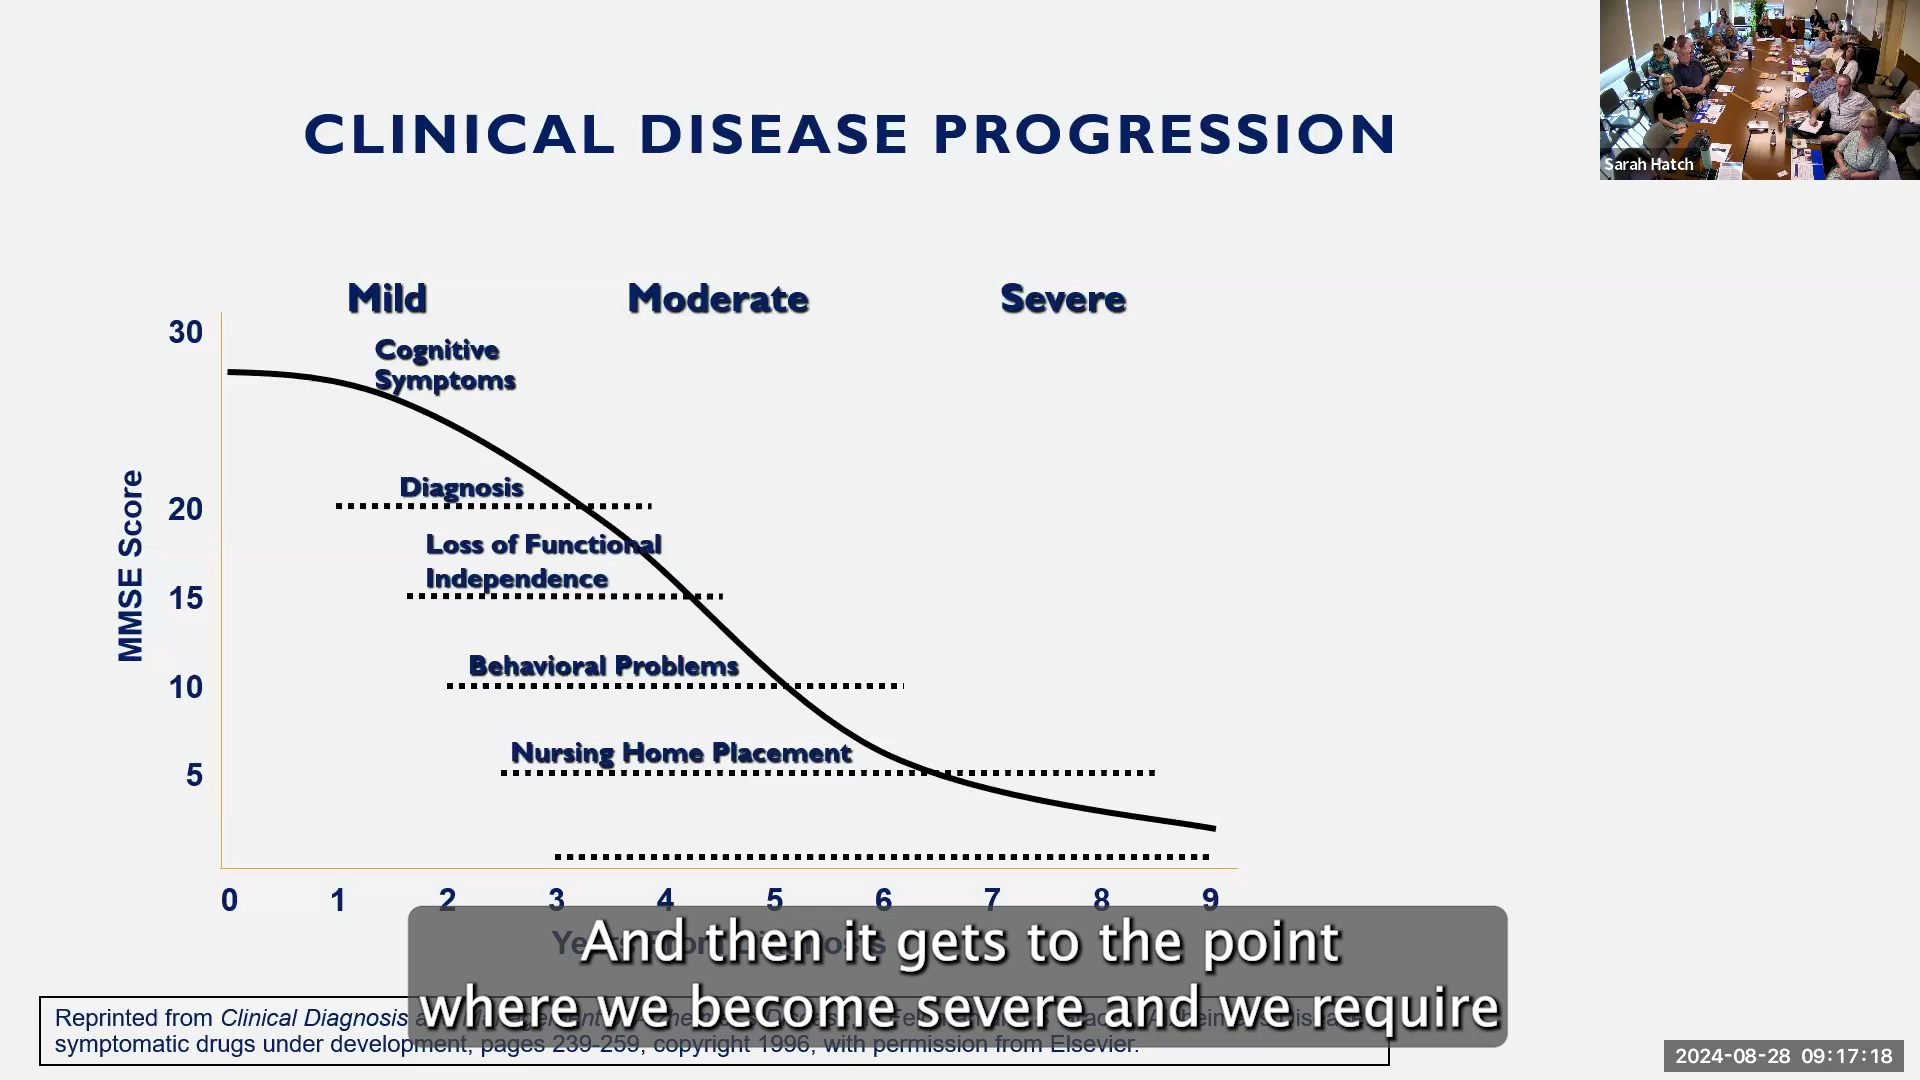 CLINICAL DISEASE PROGRESSION
Sarah Hatch
Mild Moderate Severe
30
Cognitive
Symptoms
Diagnosis
20
Loss of Functional
Independence
15
Behavioral Problems
10
Nursing Home Placement
5
MMSE Score
0 1 2 3 4 5 6 7 8 9
Years From Diagnosis
And then it gets to the point
where we become severe and we require
Reprinted from Clinical Diagnosis
symptomatic drugs under development, pages 239-259, copyright 1996, with permission from Elsevier.
2024-08-28 09:17:18